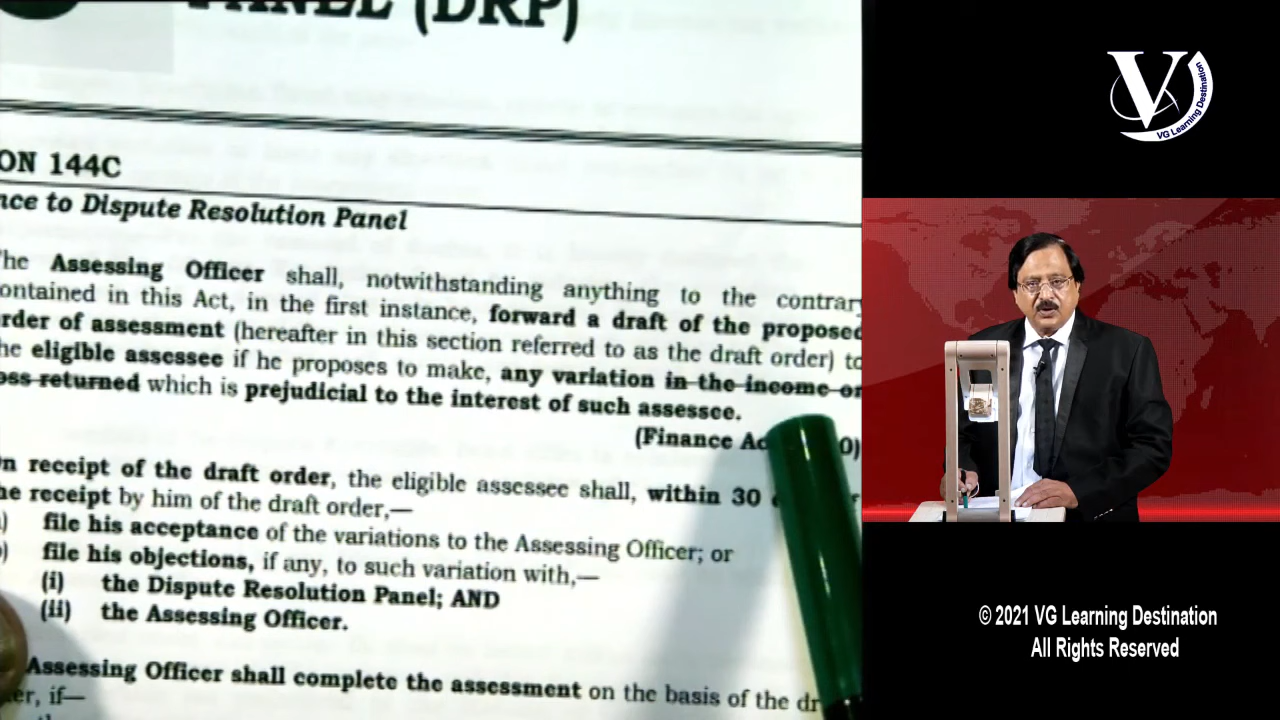 PANEL (DRP)
ON 144C
nce to Dispute Resolution Panel
he Assessing Officer shall, notwithstanding anything to the contrary
ontained in this Act, in the first instance, forward a draft of the proposed
rder of assessment (hereafter in this section referred to as the draft order) to
he eligible assessee if he proposes to make, any variation in the income or
oss returned which is prejudicial to the interest of such assessee.
(Finance Ac 0)
n receipt of the draft order, the eligible assessee shall, within 30
he receipt by him of the draft order,—
) file his acceptance of the variations to the Assessing Officer; or
) file his objections, if any, to such variation with,—
(i) the Dispute Resolution Panel; AND
(ii) the Assessing Officer.
Assessing Officer shall complete the assessment on the basis of the dr
er, if—
V
VG Learning Destination
© 2021 VG Learning Destination
All Rights Reserved